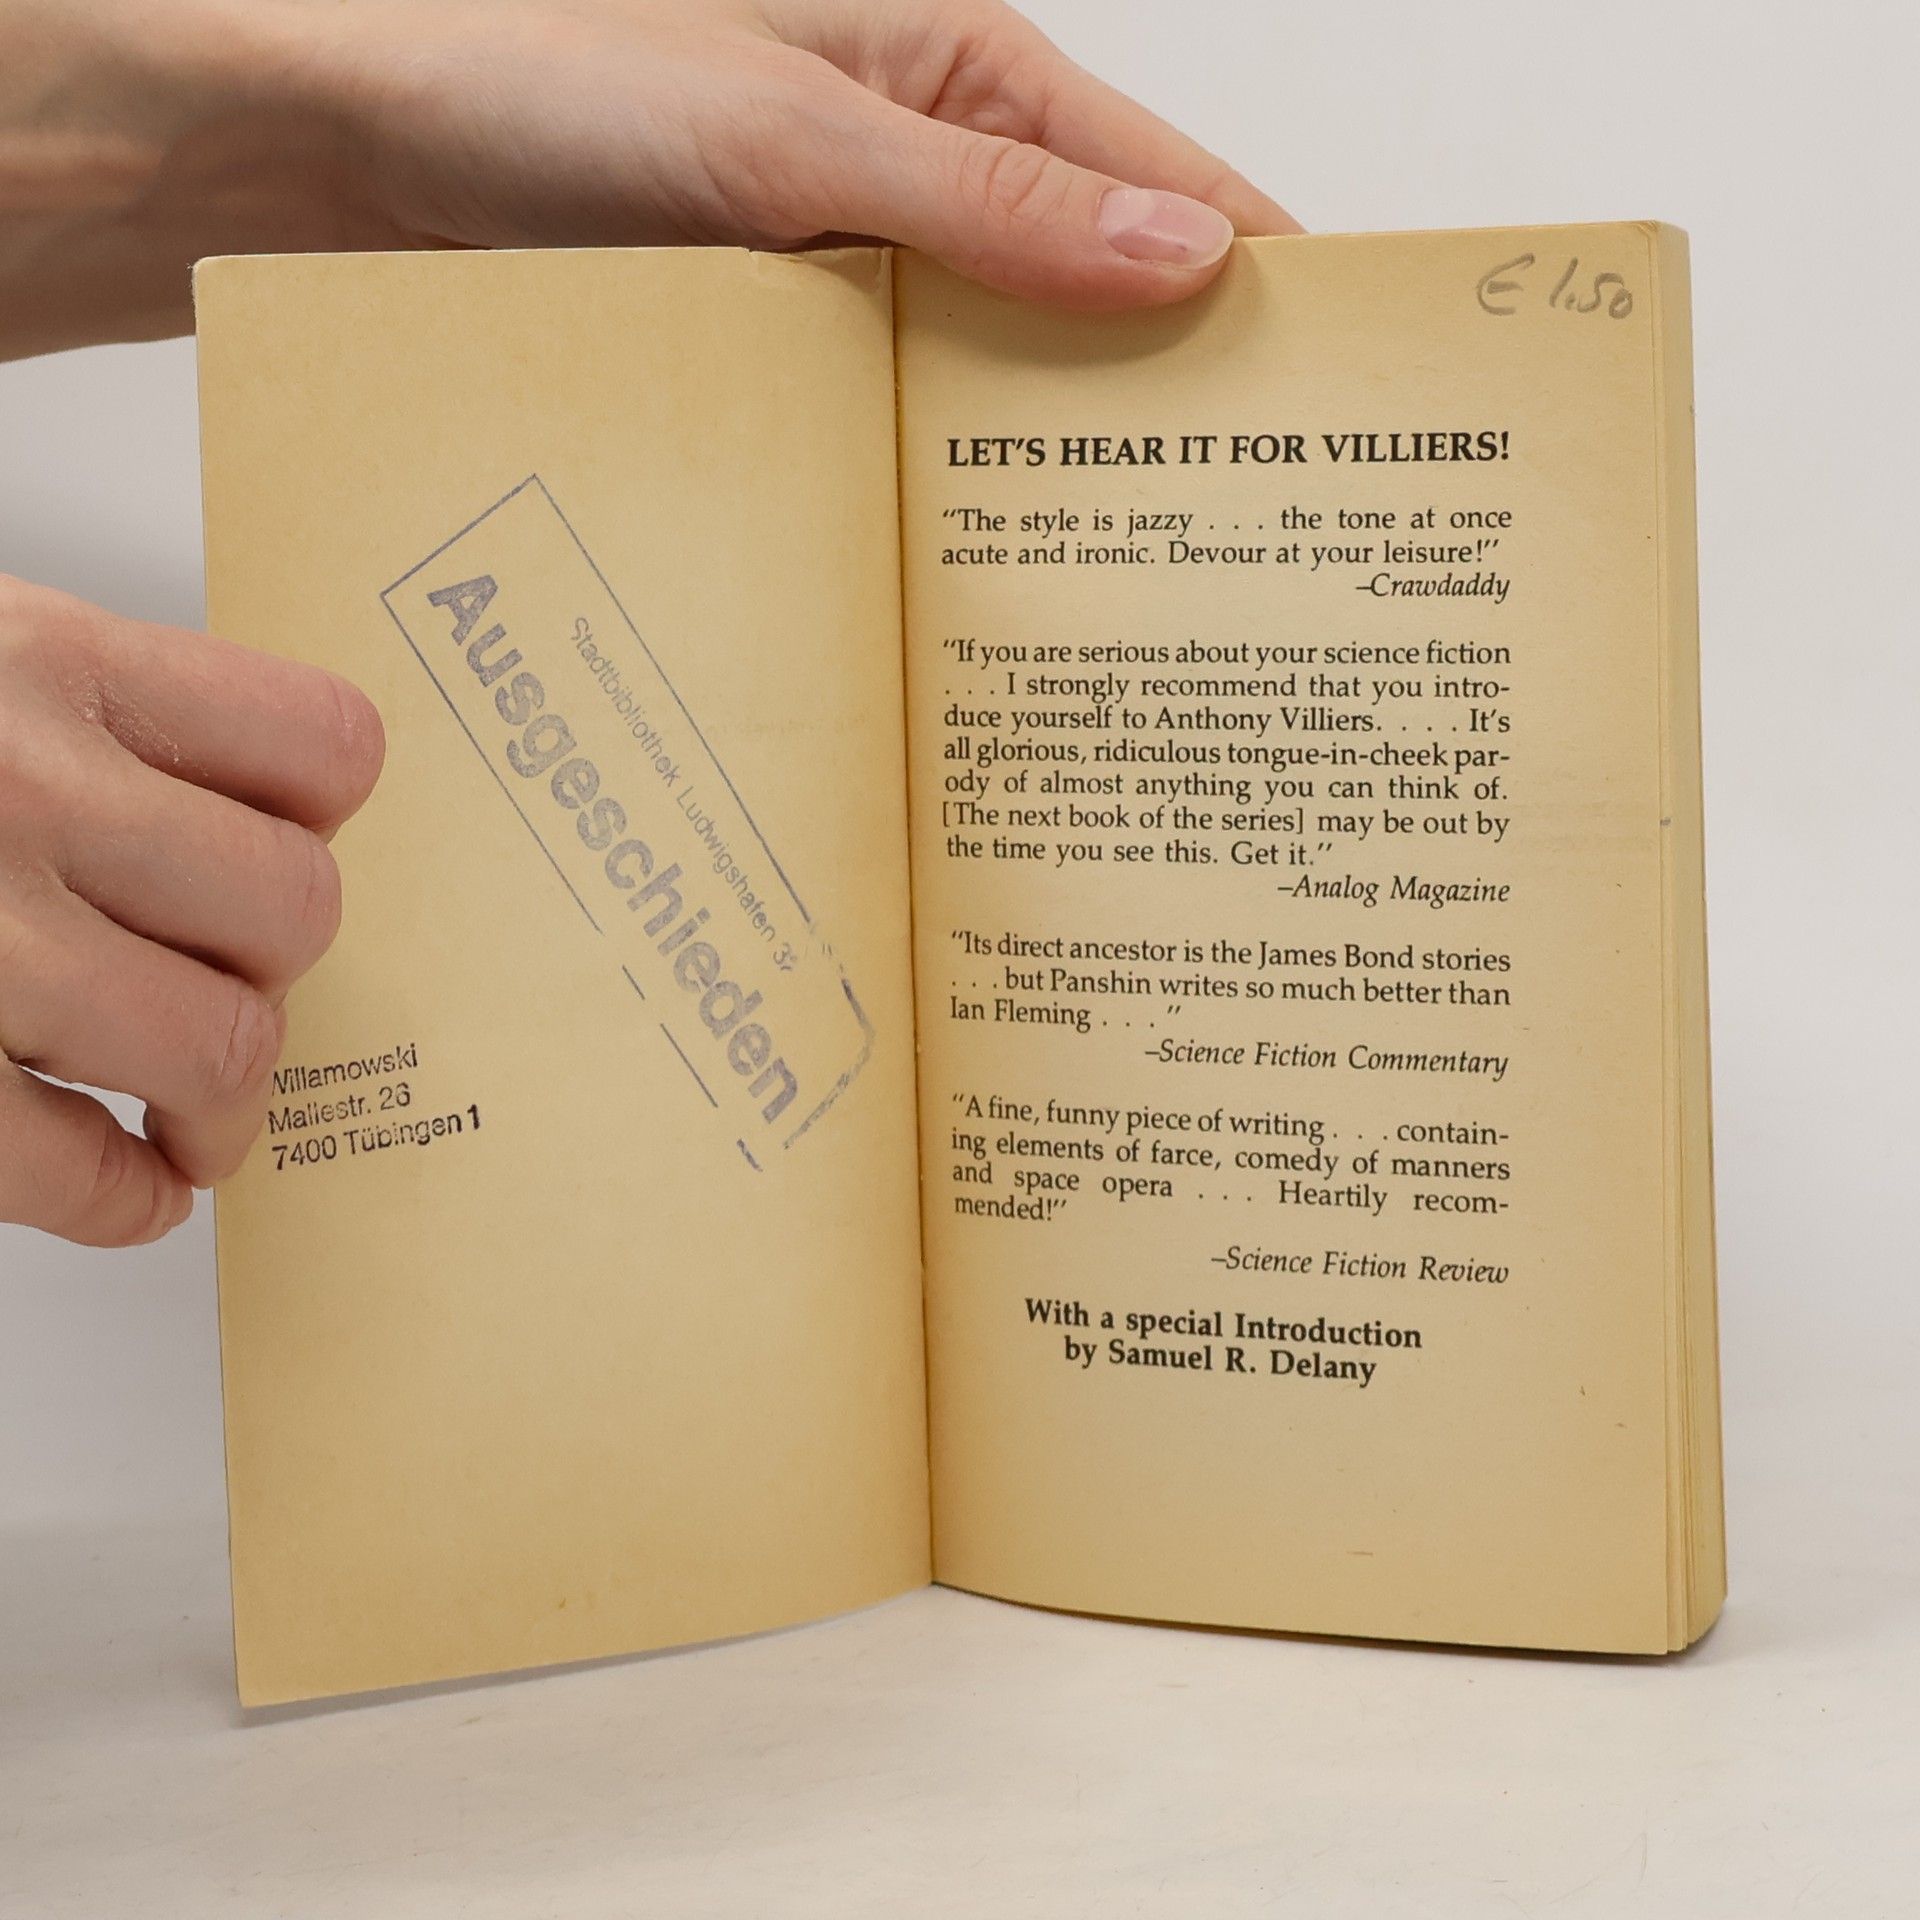 Stadtbibliothek Ludwigshafen
Ausgeschieden
Willamowski
26
7400 Tübingen 1
€ 1.50
LET'S HEAR IT FOR VILLIERS!
"The style is jazzy . . . the tone at once
acute and ironic. Devour at your leisure!"
–Crawdaddy
"If you are serious about your science fiction
. . . I strongly recommend that you intro-
duce yourself to Anthony Villiers. . . . It's
all glorious, ridiculous tongue-in-cheek par-
ody of almost anything you can think of.
[The next book of the series] may be out by
the time you see this. Get it."
–Analog Magazine
"Its direct ancestor is the James Bond stories
. . . but Panshin writes so much better than
Ian Fleming . . . "
–Science Fiction Commentary
"A fine, funny piece of writing . . . contain-
ing elements of farce, comedy of manners
and space opera . . . Heartily recom-
mended!"
–Science Fiction Review
With a special Introduction
by Samuel R. Delany